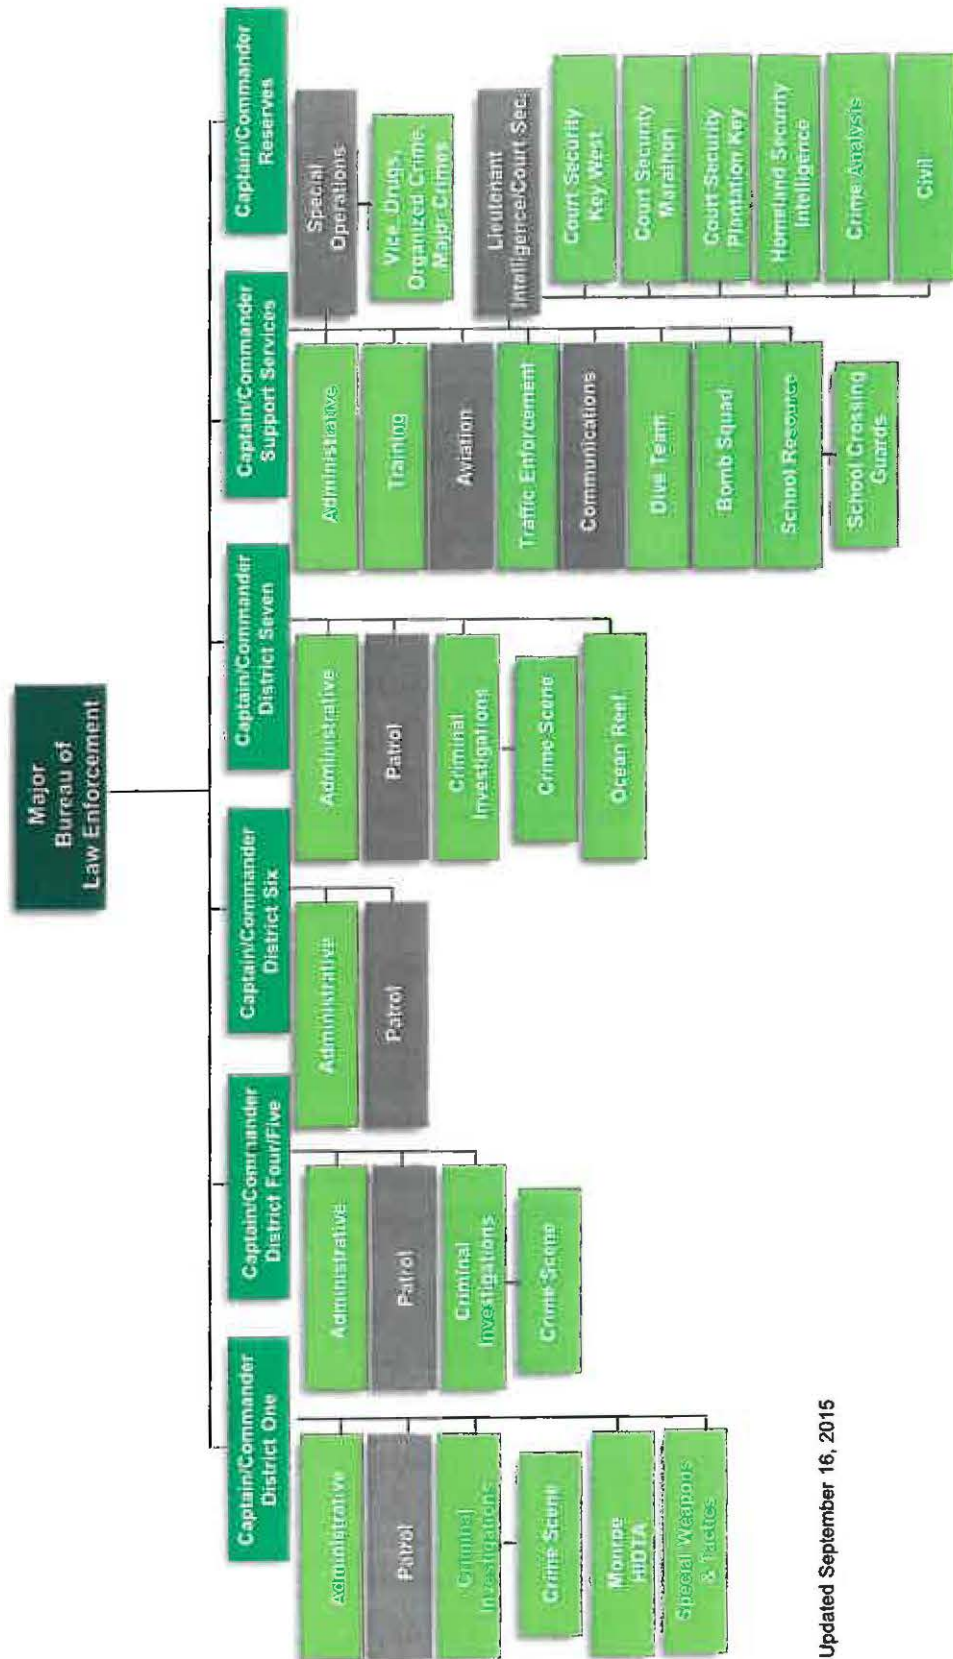 Major
Bureau of
Law Enforcement
Captain/Commander
District One
Administrative
Patrol
Criminal
Investigations
Crime Scene
Monroe
HIDTA
Special Weapons
& Tactics
Captain/Commander
District Four/Five
Administrative
Patrol
Criminal
Investigations
Crime Scene
Captain/Commander
District Six
Administrative
Patrol
Captain/Commander
District Seven
Administrative
Patrol
Criminal
Investigations
Crime Scene
Ocean Reef
Captain/Commander
Support Services
Administrative
Training
Aviation
Traffic Enforcement
Communications
Dive Team
Bomb Squad
School Resource
School Crossing
Guards
Captain/Commander
Reserves
Special
Operations
Vice, Drugs,
Organized Crime,
Major Crimes
Lieutenant
Intelligence/Court Sec.
Court Security
Key West
Court Security
Marathon
Court Security
Plantation Key
Homeland Security
Intelligence
Crime Analysis
Civil
Updated September 16, 2015